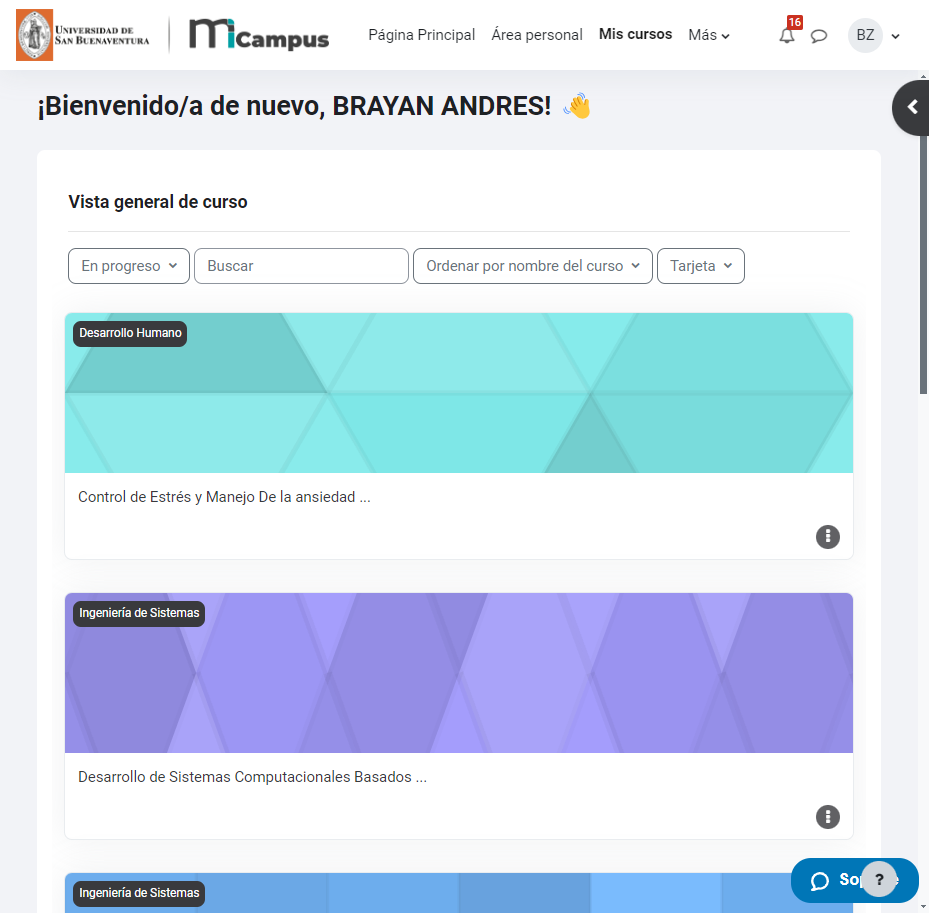 UNIVERSIDAD DE
SAN BUENAVENTURA
miCampus
Página Principal
Área personal
Mis cursos
Más
16
BZ
¡Bienvenido/a de nuevo, BRAYAN ANDRES! 👋
Vista general de curso
En progreso
Buscar
Ordenar por nombre del curso
Tarjeta
Desarrollo Humano
Control de Estrés y Manejo De la ansiedad ...
Ingeniería de Sistemas
Desarrollo de Sistemas Computacionales Basados ...
Ingeniería de Sistemas
?